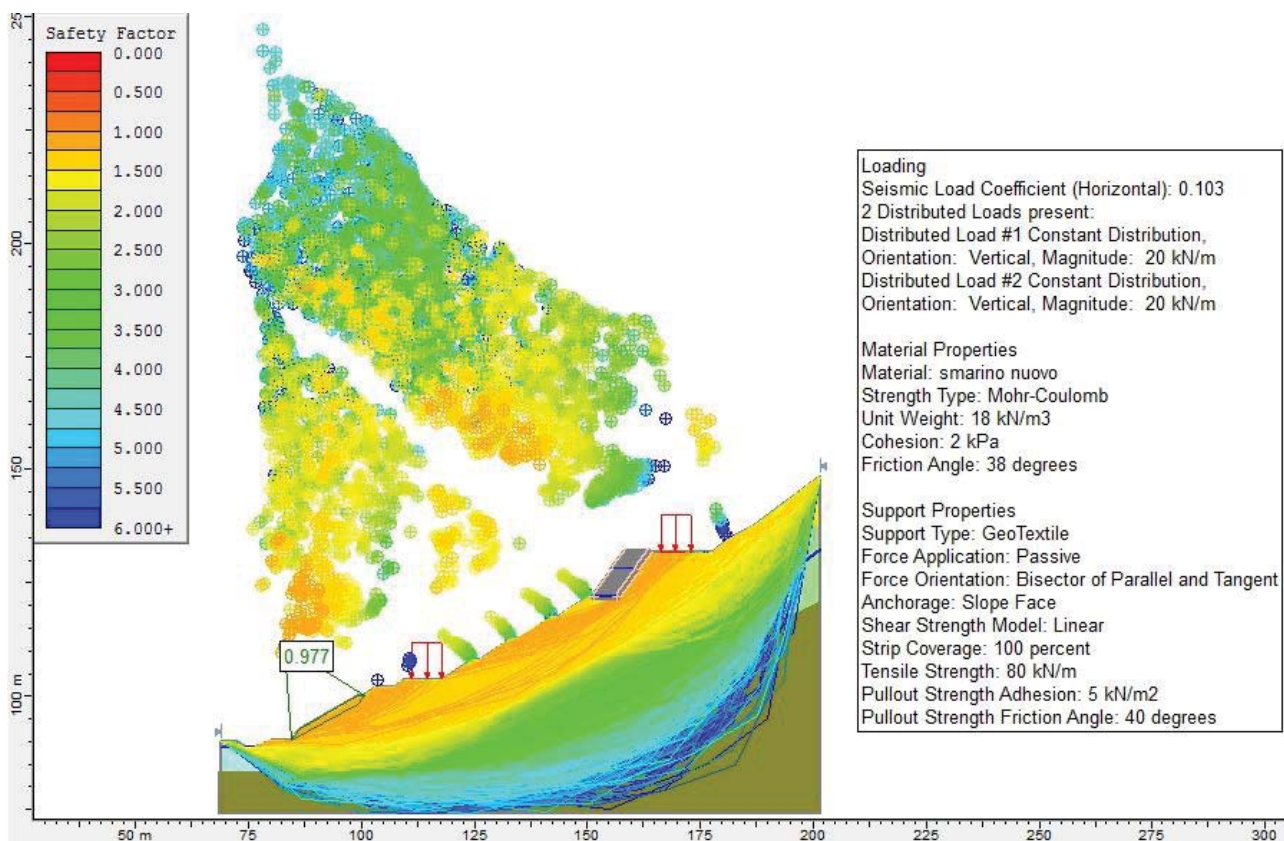 Safety Factor
0.000
0.500
1.000
1.500
2.000
2.500
3.000
3.500
4.000
4.500
5.000
5.500
6.000+
25
200
150
100 m
0.977
Loading
Seismic Load Coefficient (Horizontal): 0.103
2 Distributed Loads present:
Distributed Load #1 Constant Distribution,
Orientation: Vertical, Magnitude: 20 kN/m
Distributed Load #2 Constant Distribution,
Orientation: Vertical, Magnitude: 20 kN/m
Material Properties
Material: smarino nuovo
Strength Type: Mohr-Coulomb
Unit Weight: 18 kN/m3
Cohesion: 2 kPa
Friction Angle: 38 degrees
Support Properties
Support Type: GeoTextile
Force Application: Passive
Force Orientation: Bisector of Parallel and Tangent
Anchorage: Slope Face
Shear Strength Model: Linear
Strip Coverage: 100 percent
Tensile Strength: 80 kN/m
Pullout Strength Adhesion: 5 kN/m2
Pullout Strength Friction Angle: 40 degrees
50 m 75 100 125 150 175 200 225 250 275 300